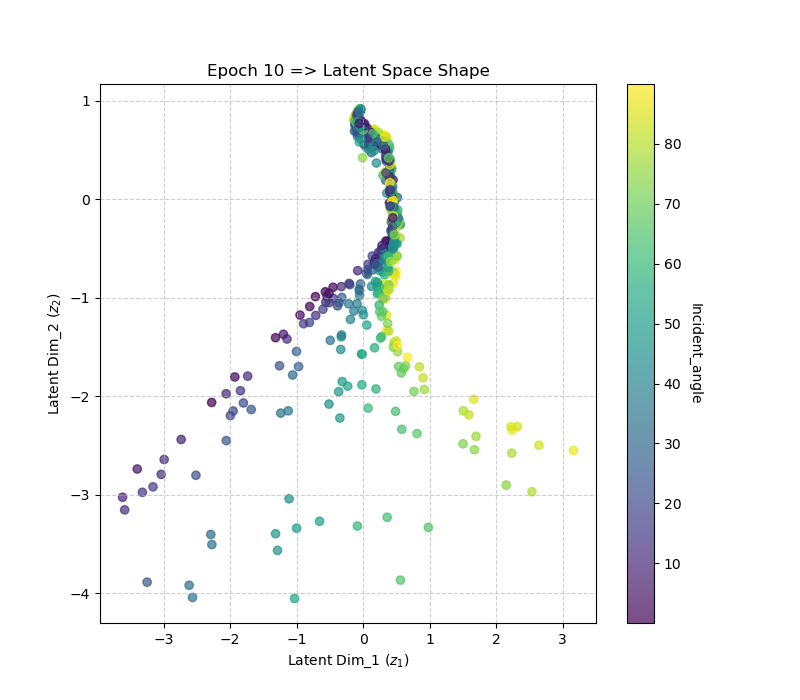 Epoch 10 => Latent Space Shape
1
0
−1
−2
−3
−4
Latent Dim_2 (z₂)
−3 −2 −1 0 1 2 3
Latent Dim_1 (z₁)
80
70
60
50
40
30
20
10
Incident_angle